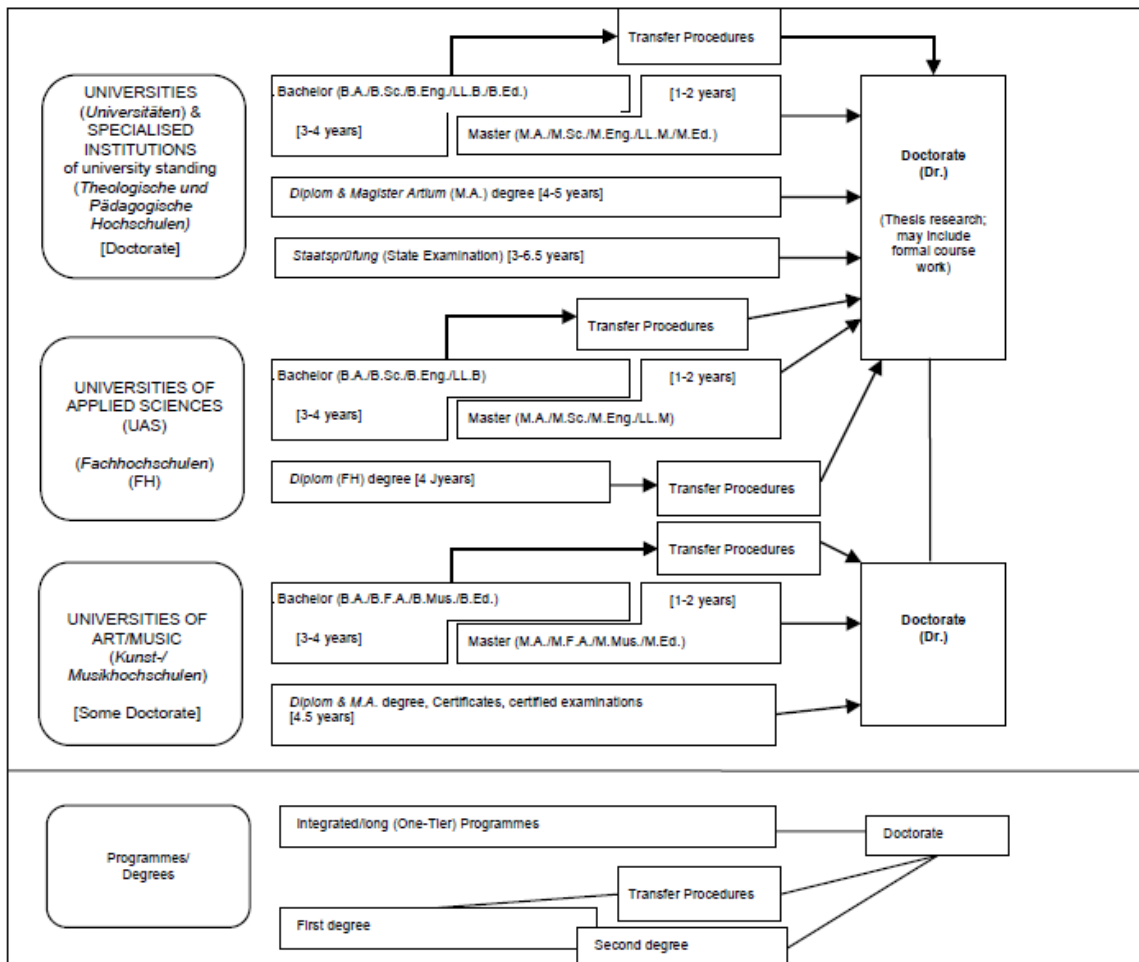 Transfer Procedures
UNIVERSITIES
(Universitäten) &
SPECIALISED
INSTITUTIONS
of university standing
(Theologische und
Pädagogische
Hochschulen)
[Doctorate]
. Bachelor (B.A./B.Sc./B.Eng./LL.B./B.Ed.)
[3-4 years]
[1-2 years]
Master (M.A./M.Sc./M.Eng./LL.M./M.Ed.)
Diplom & Magister Artium (M.A.) degree [4-5 years]
Staatsprüfung (State Examination) [3-6.5 years]
Doctorate
(Dr.)
(Thesis research;
may include
formal course
work)
Transfer Procedures
UNIVERSITIES OF
APPLIED SCIENCES
(UAS)
(Fachhochschulen)
(FH)
. Bachelor (B.A./B.Sc./B.Eng./LL.B)
[3-4 years]
[1-2 years]
Master (M.A./M.Sc./M.Eng./LL.M)
Diplom (FH) degree [4 Jyears]
Transfer Procedures
Transfer Procedures
UNIVERSITIES OF
ART/MUSIC
(Kunst-/
Musikhochschulen)
[Some Doctorate]
. Bachelor (B.A./B.F.A./B.Mus./B.Ed.)
[3-4 years]
[1-2 years]
Master (M.A./M.F.A./M.Mus./M.Ed.)
Diplom & M.A. degree, Certificates, certified examinations
[4.5 years]
Doctorate
(Dr.)
Programmes/
Degrees
Integrated/long (One-Tier) Programmes
Doctorate
Transfer Procedures
First degree
Second degree